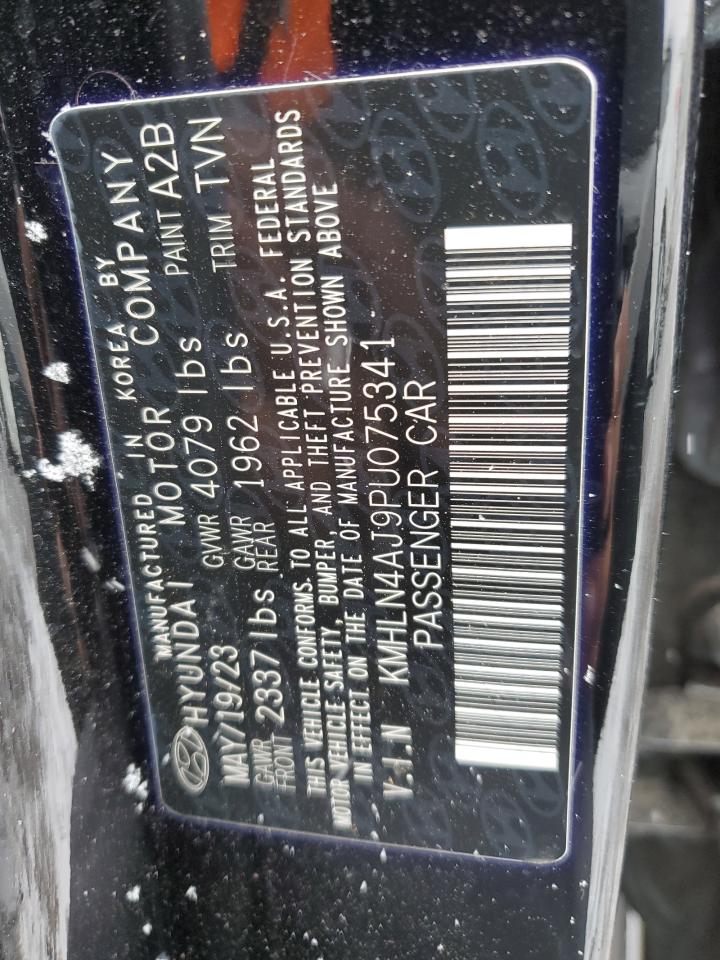 MANUFACTURED IN KOREA BY
HYUNDAI MOTOR COMPANY
MAY/19/23 GVWR 4079 lbs PAINT A2B
GAWR FRONT 2337 lbs GAWR REAR 1962 lbs TRIM TVN
THIS VEHICLE CONFORMS TO ALL APPLICABLE U.S.A. FEDERAL
MOTOR VEHICLE SAFETY, BUMPER, AND THEFT PREVENTION STANDARDS
IN EFFECT ON THE DATE OF MANUFACTURE SHOWN ABOVE
V.I.N KMHLN4AJ9PU075341
PASSENGER CAR